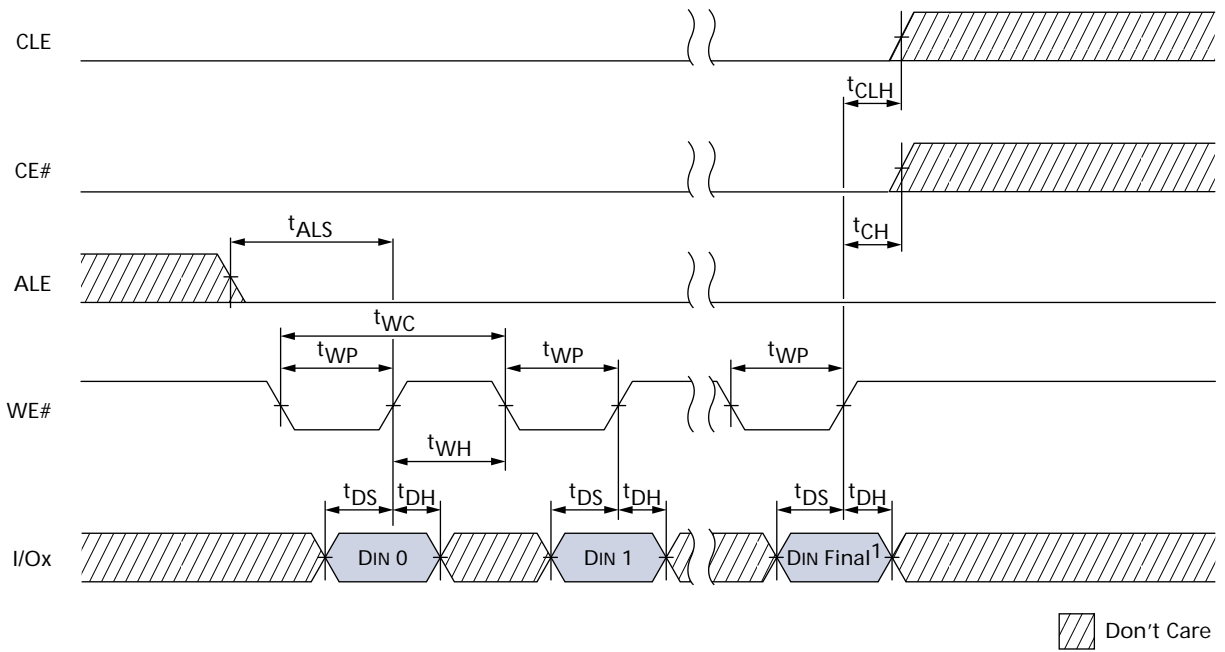 CLE
tCLH
CE#
tCH
tALS
ALE
tWC
tWP
tWP
tWP
WE#
tWH
tDS
tDH
tDS
tDH
tDS
tDH
I/Ox
DIN 0
DIN 1
DIN Final1
Don't Care